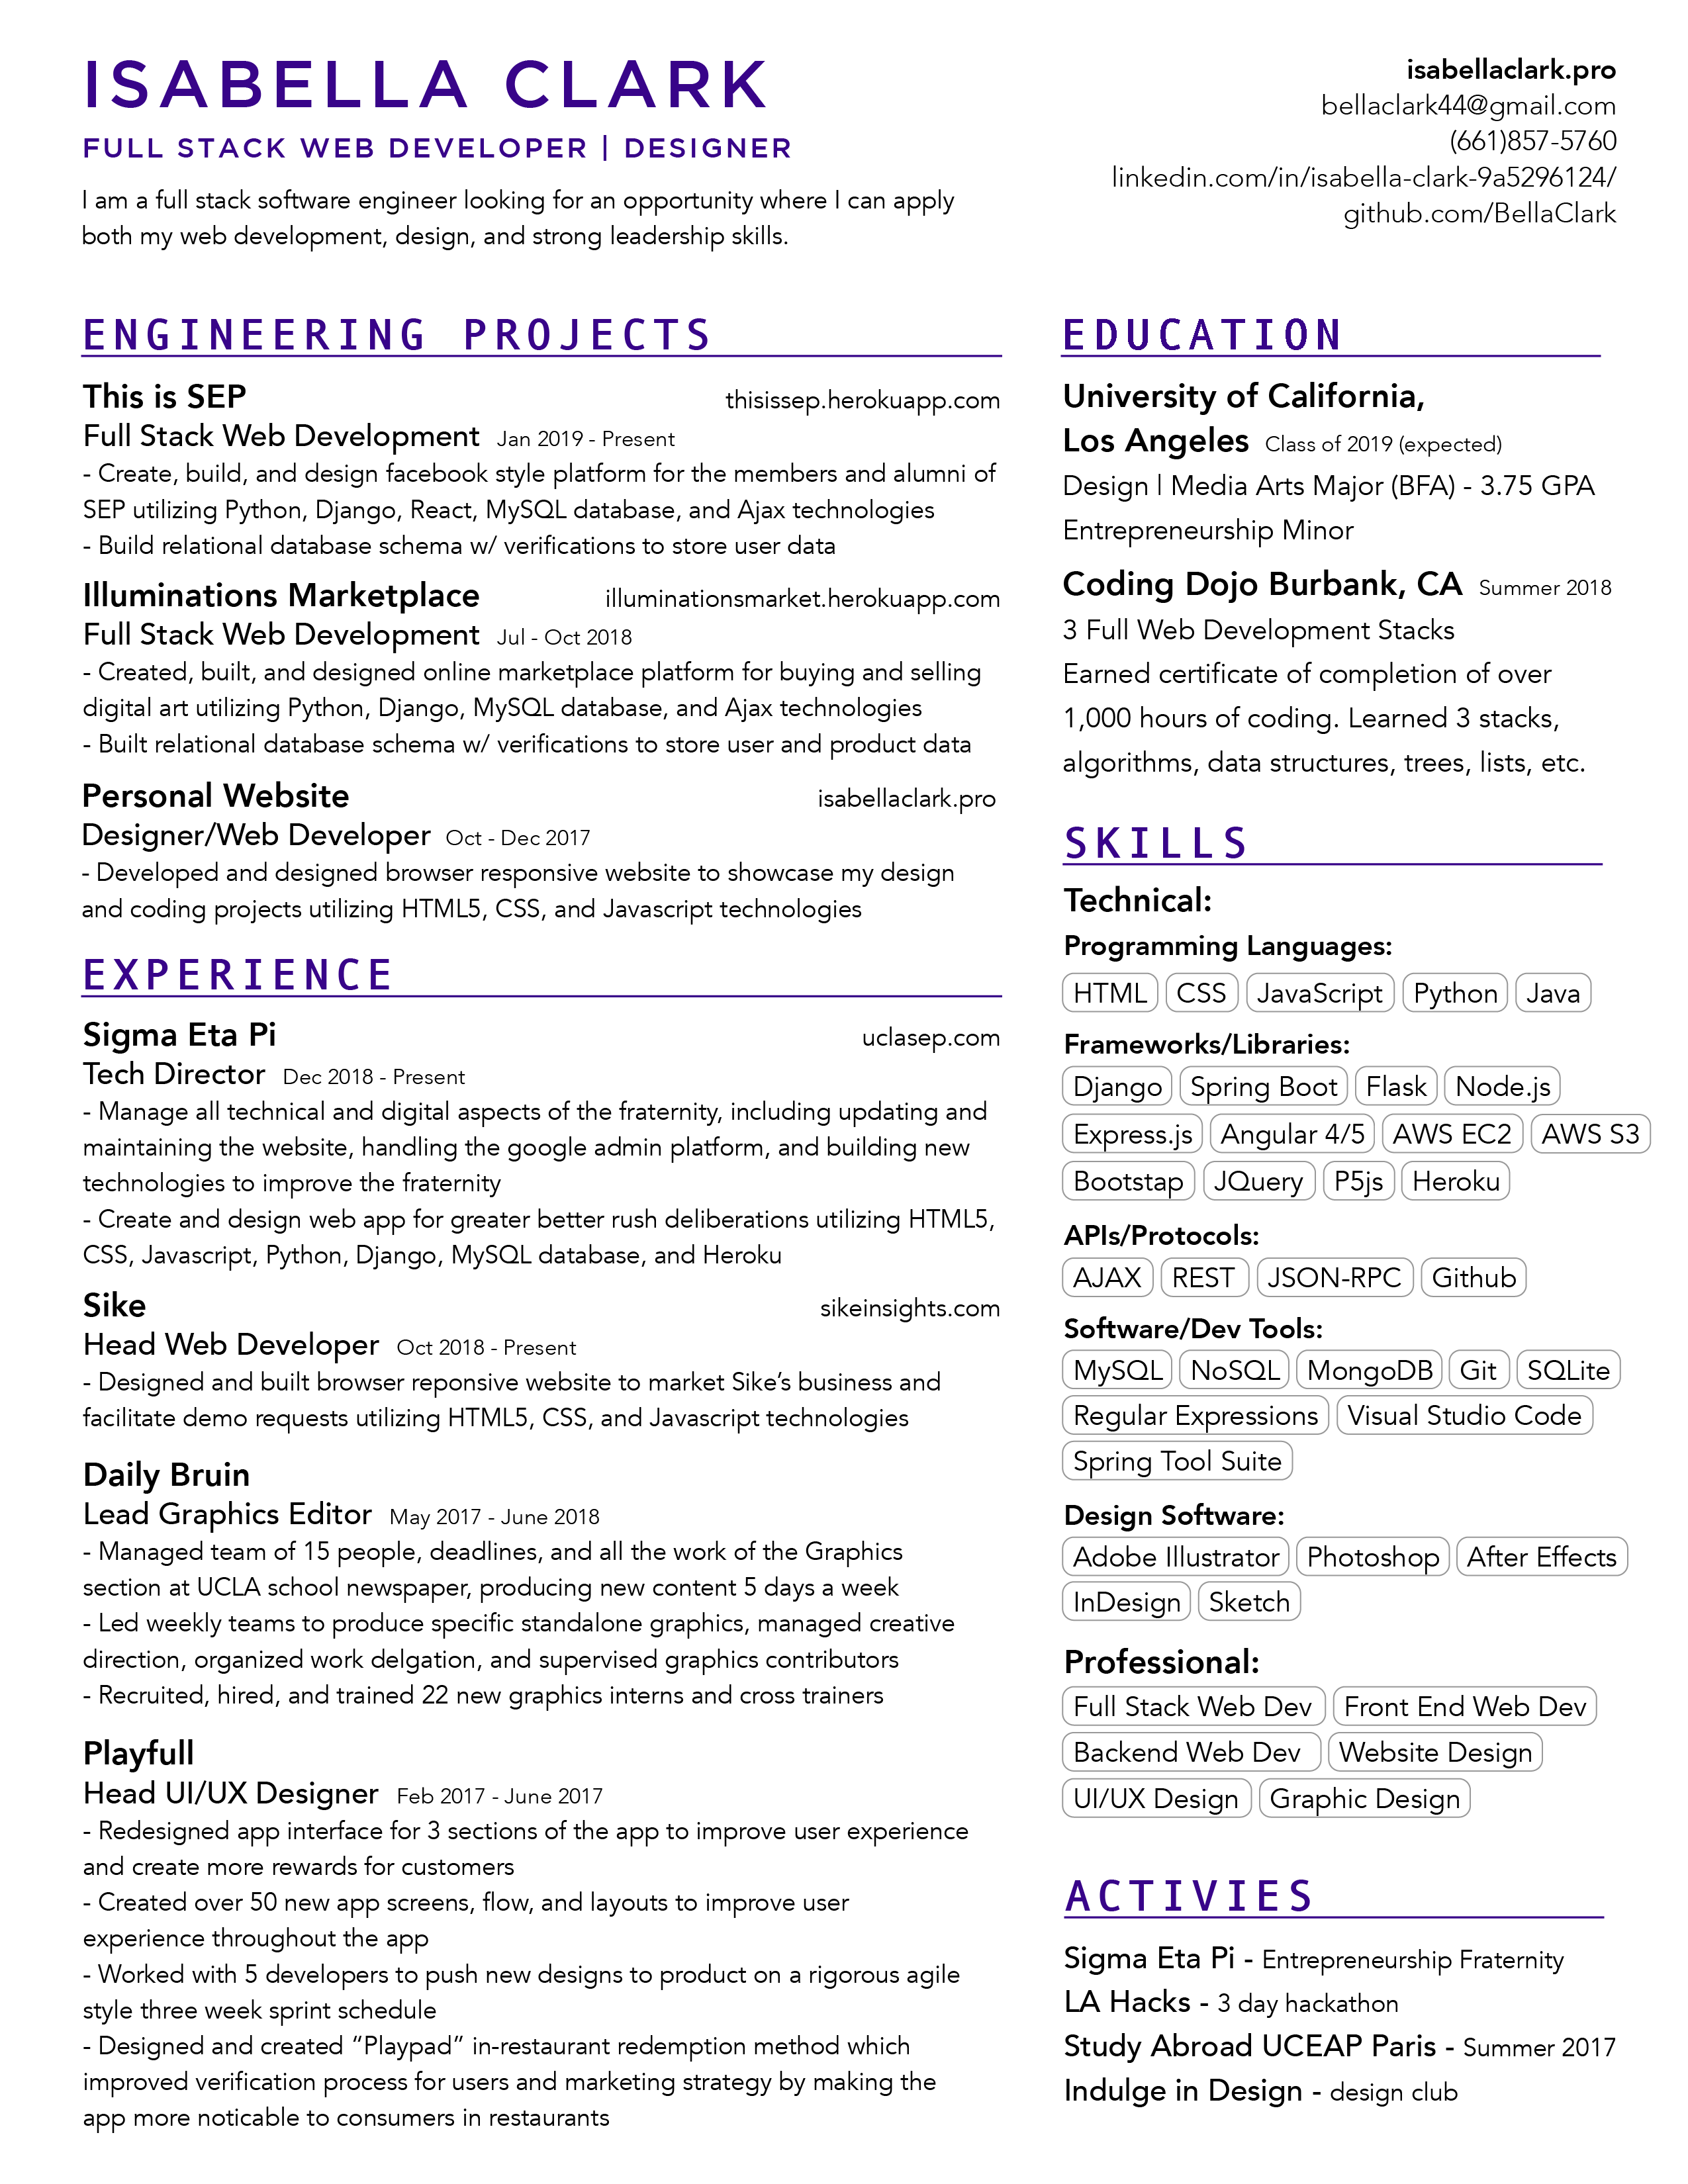 ISABELLA CLARK
FULL STACK WEB DEVELOPER | DESIGNER
I am a full stack software engineer looking for an opportunity where I can apply
both my web development, design, and strong leadership skills.
isabellaclark.pro
bellaclark44@gmail.com
(661)857-5760
linkedin.com/in/isabella-clark-9a5296124/
github.com/BellaClark
ENGINEERING PROJECTS
This is SEP thisissep.herokuapp.com
Full Stack Web Development Jan 2019 - Present
- Create, build, and design facebook style platform for the members and alumni of
SEP utilizing Python, Django, React, MySQL database, and Ajax technologies
- Build relational database schema w/ verifications to store user data
Illuminations Marketplace illuminationsmarket.herokuapp.com
Full Stack Web Development Jul - Oct 2018
- Created, built, and designed online marketplace platform for buying and selling
digital art utilizing Python, Django, MySQL database, and Ajax technologies
- Built relational database schema w/ verifications to store user and product data
Personal Website isabellaclark.pro
Designer/Web Developer Oct - Dec 2017
- Developed and designed browser responsive website to showcase my design
and coding projects utilizing HTML5, CSS, and Javascript technologies
EXPERIENCE
Sigma Eta Pi uclasep.com
Tech Director Dec 2018 - Present
- Manage all technical and digital aspects of the fraternity, including updating and
maintaining the website, handling the google admin platform, and building new
technologies to improve the fraternity
- Create and design web app for greater better rush deliberations utilizing HTML5,
CSS, Javascript, Python, Django, MySQL database, and Heroku
Sike sikeinsights.com
Head Web Developer Oct 2018 - Present
- Designed and built browser reponsive website to market Sike's business and
facilitate demo requests utilizing HTML5, CSS, and Javascript technologies
Daily Bruin
Lead Graphics Editor May 2017 - June 2018
- Managed team of 15 people, deadlines, and all the work of the Graphics
section at UCLA school newspaper, producing new content 5 days a week
- Led weekly teams to produce specific standalone graphics, managed creative
direction, organized work delgation, and supervised graphics contributors
- Recruited, hired, and trained 22 new graphics interns and cross trainers
Playfull
Head UI/UX Designer Feb 2017 - June 2017
- Redesigned app interface for 3 sections of the app to improve user experience
and create more rewards for customers
- Created over 50 new app screens, flow, and layouts to improve user
experience throughout the app
- Worked with 5 developers to push new designs to product on a rigorous agile
style three week sprint schedule
- Designed and created “Playpad” in-restaurant redemption method which
improved verification process for users and marketing strategy by making the
app more noticable to consumers in restaurants
EDUCATION
University of California,
Los Angeles Class of 2019 (expected)
Design | Media Arts Major (BFA) - 3.75 GPA
Entrepreneurship Minor
Coding Dojo Burbank, CA Summer 2018
3 Full Web Development Stacks
Earned certificate of completion of over
1,000 hours of coding. Learned 3 stacks,
algorithms, data structures, trees, lists, etc.
SKILLS
Technical:
Programming Languages:
HTML CSS JavaScript Python Java
Frameworks/Libraries:
Django Spring Boot Flask Node.js
Express.js Angular 4/5 AWS EC2 AWS S3
Bootstap JQuery P5js Heroku
APIs/Protocols:
AJAX REST JSON-RPC Github
Software/Dev Tools:
MySQL NoSQL MongoDB Git SQLite
Regular Expressions Visual Studio Code
Spring Tool Suite
Design Software:
Adobe Illustrator Photoshop After Effects
InDesign Sketch
Professional:
Full Stack Web Dev Front End Web Dev
Backend Web Dev Website Design
UI/UX Design Graphic Design
ACTIVIES
Sigma Eta Pi - Entrepreneurship Fraternity
LA Hacks - 3 day hackathon
Study Abroad UCEAP Paris - Summer 2017
Indulge in Design - design club